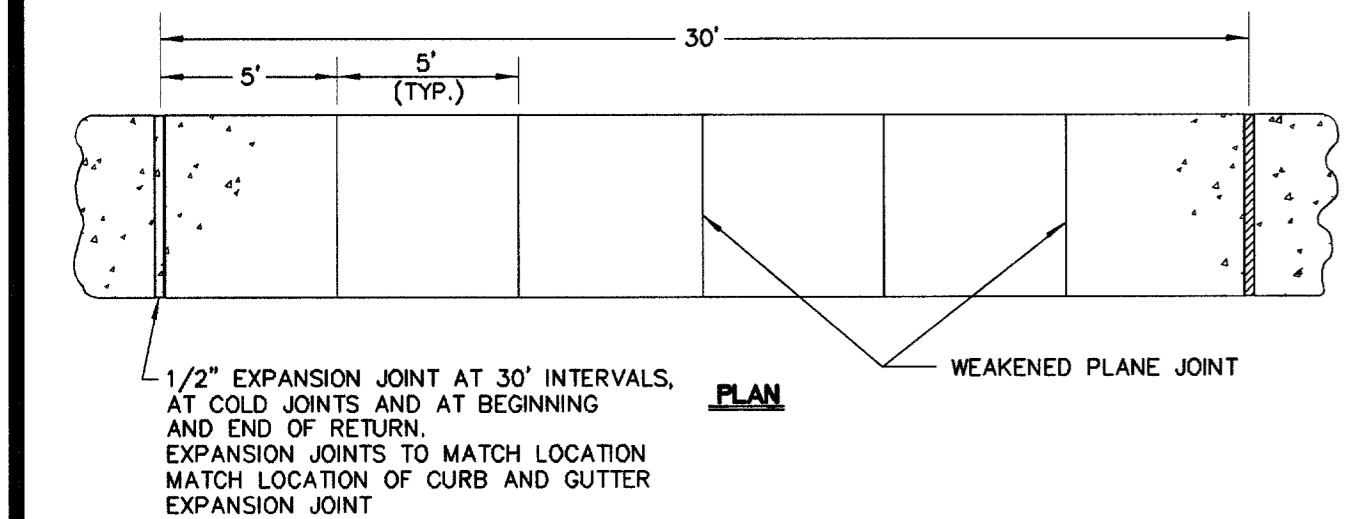 30'
5'
5'
(TYP.)
1/2" EXPANSION JOINT AT 30' INTERVALS,
AT COLD JOINTS AND AT BEGINNING
AND END OF RETURN.
EXPANSION JOINTS TO MATCH LOCATION
MATCH LOCATION OF CURB AND GUTTER
EXPANSION JOINT
PLAN
WEAKENED PLANE JOINT